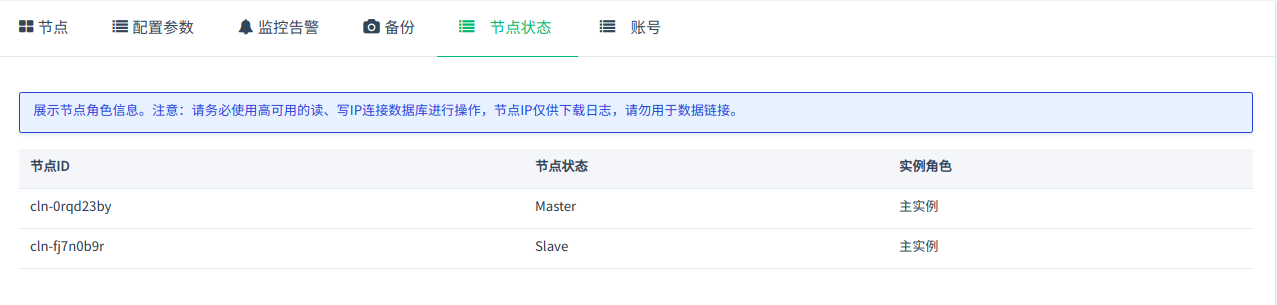 节点 配置参数 监控告警 备份 节点状态 账号
展示节点角色信息。注意：请务必使用高可用的读、写IP连接数据库进行操作，节点IP仅供下载日志，请勿用于数据链接。
节点ID 节点状态 实例角色
cln-0rqd23by Master 主实例
cln-fj7n0b9r Slave 主实例